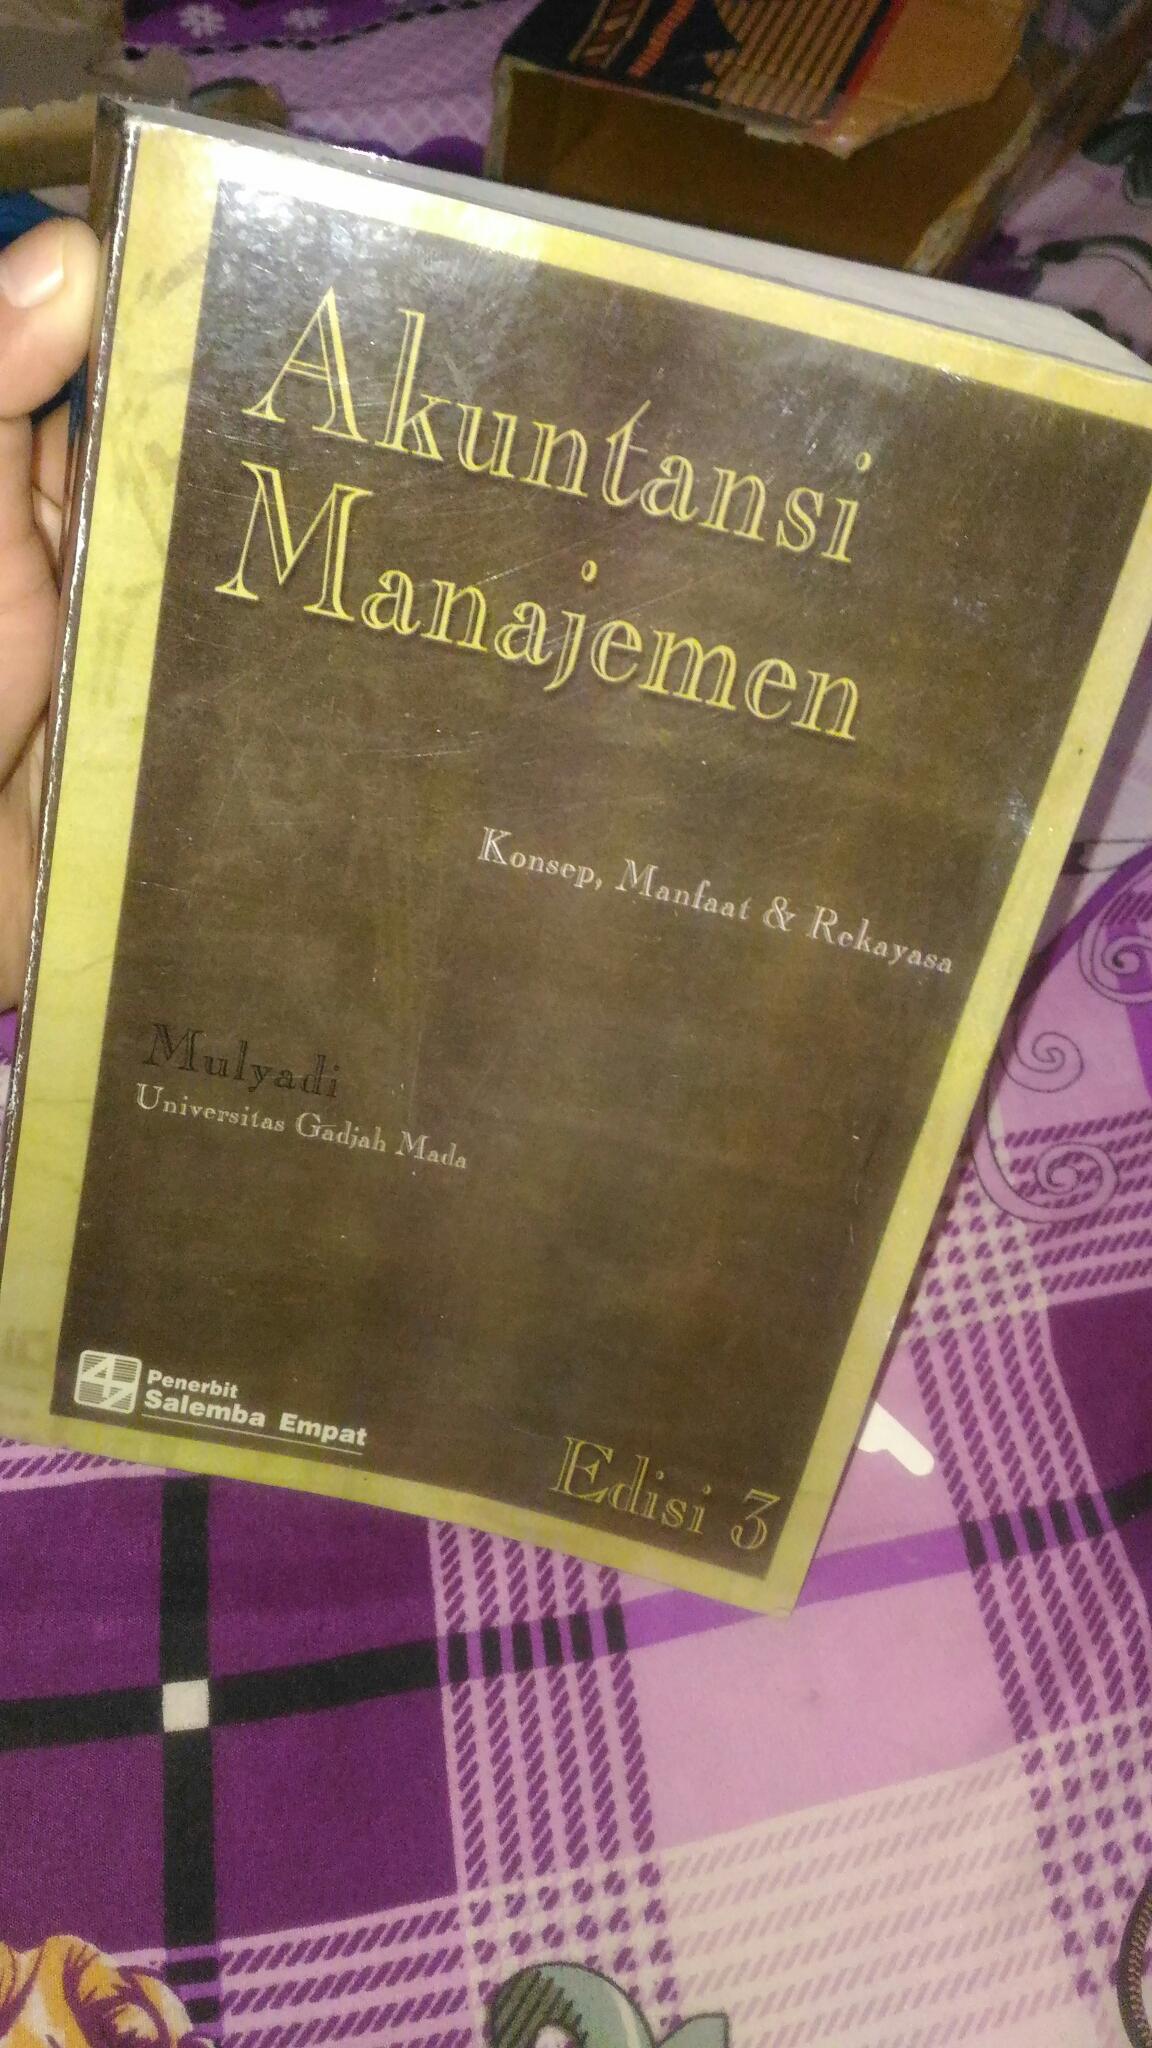 Akuntansi
Manajemen
Konsep, Manfaat & Rekayasa
Mulyadi
Universitas Gadjah Mada
Penerbit
Salemba Empat
Edisi 3